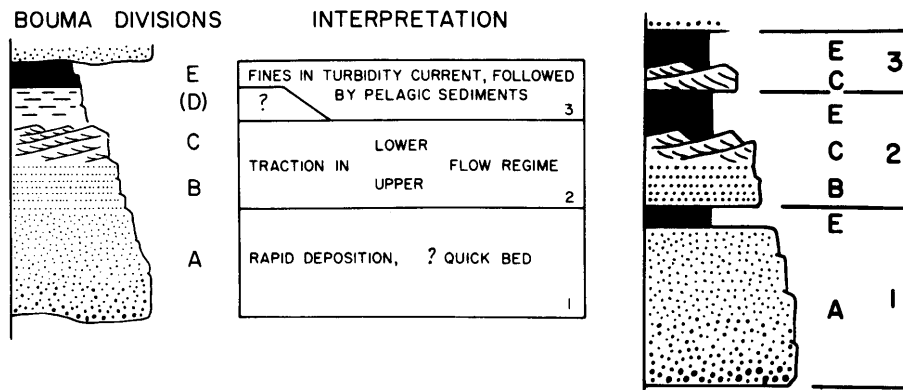 BOUMA DIVISIONS
INTERPRETATION
E
(D)
C
B
A
FINES IN TURBIDITY CURRENT, FOLLOWED
? BY PELAGIC SEDIMENTS
3
LOWER
TRACTION IN FLOW REGIME
UPPER
2
RAPID DEPOSITION, ? QUICK BED
1
E
C
3
E
C
B
2
E
A
1